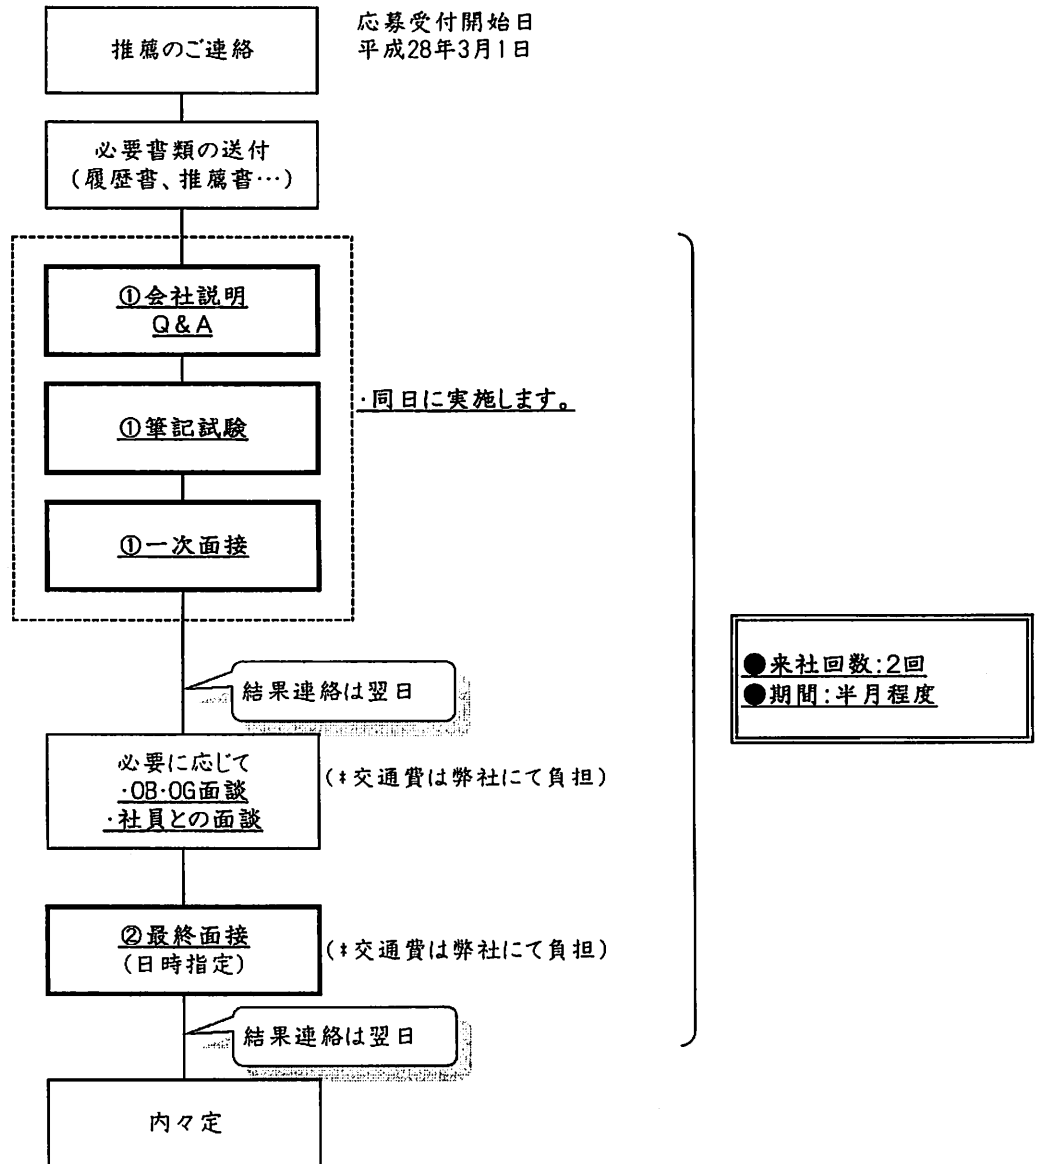 推薦のご連絡
応募受付開始日
平成28年3月1日
必要書類の送付
(履歴書、推薦書…)
①会社説明
Q&A
・同日に実施します。
①筆記試験
①一次面接
●来社回数:2回
●期間:半月程度
結果連絡は翌日
必要に応じて
・OB・OG面談
・社員との面談
(*交通費は弊社にて負担)
②最終面接
(日時指定)
(*交通費は弊社にて負担)
結果連絡は翌日
内々定